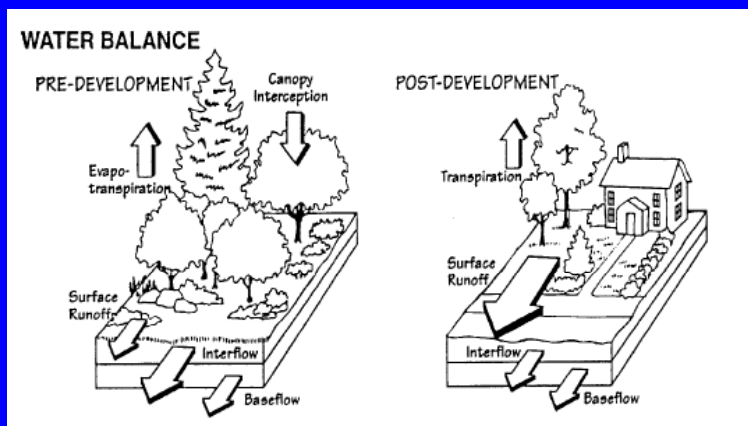 WATER BALANCE
PRE-DEVELOPMENT
Canopy
Interception
Evapo-
transpiration
Surface
Runoff
Interflow
Baseflow
POST-DEVELOPMENT
Transpiration
Surface
Runoff
Interflow
Baseflow